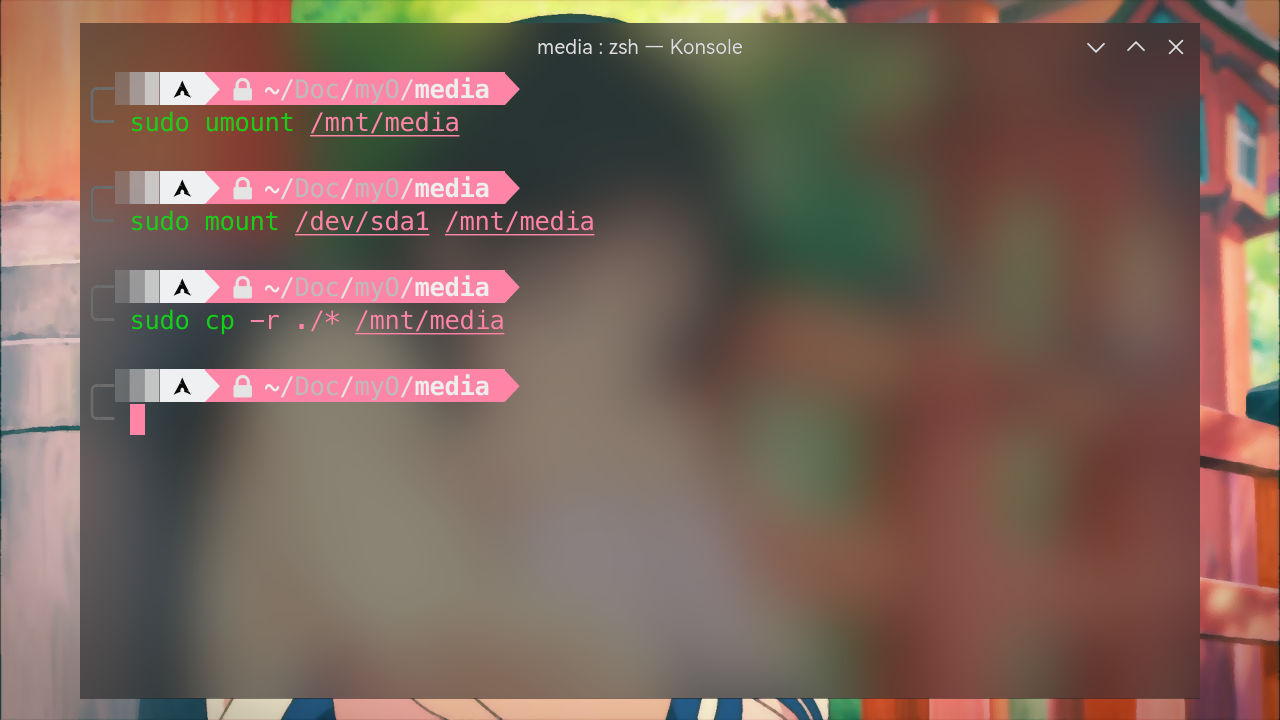 media : zsh — Konsole
~/Doc/myO/media
sudo umount /mnt/media
~/Doc/myO/media
sudo mount /dev/sda1 /mnt/media
~/Doc/myO/media
sudo cp -r ./* /mnt/media
~/Doc/myO/media